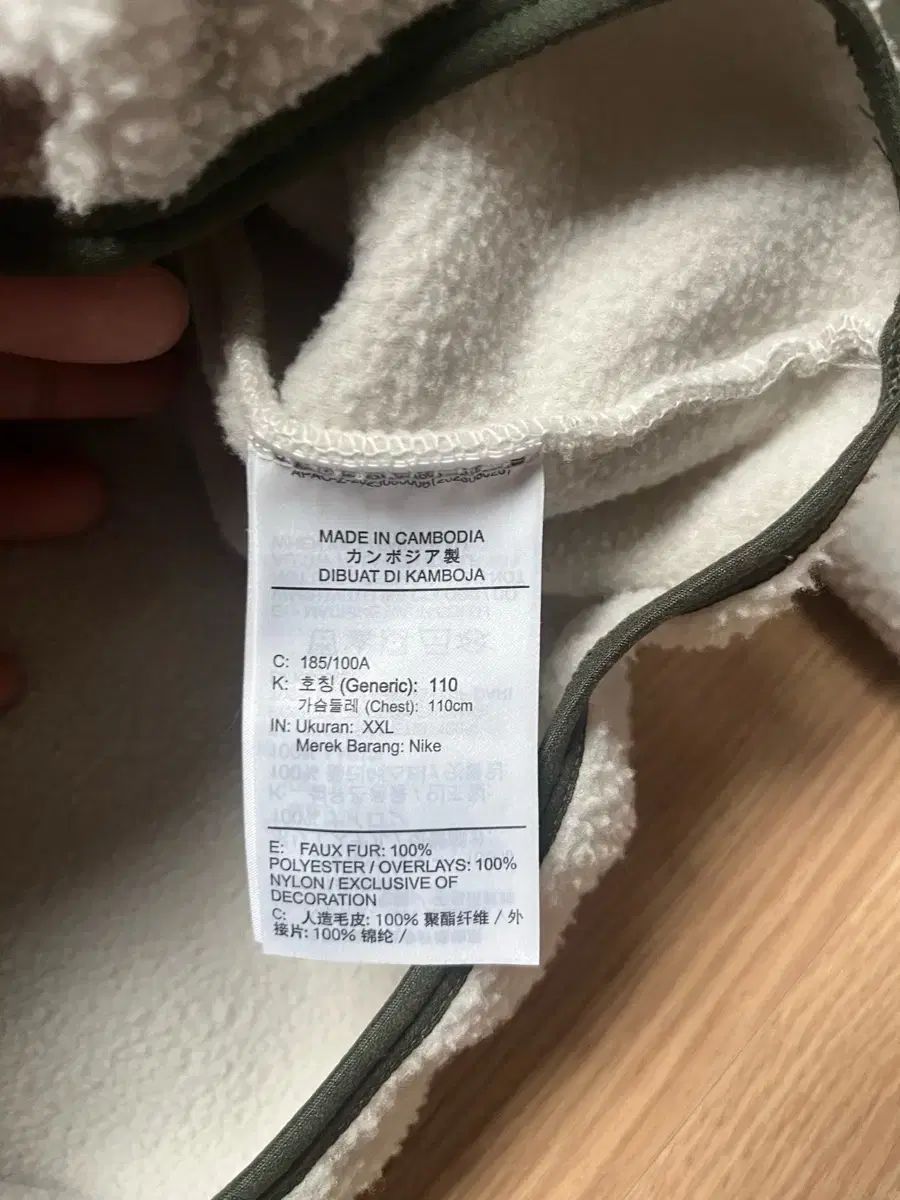 MADE IN CAMBODIA
カンボジア製
DIBUAT DI KAMBOJA
C: 185/100A
K: 호칭 (Generic): 110
가슴둘레 (Chest): 110cm
IN: Ukuran: XXL
Merek Barang: Nike
E: FAUX FUR: 100%
POLYESTER / OVERLAYS: 100%
NYLON / EXCLUSIVE OF
DECORATION
C: 人造毛皮: 100% 聚酯纤维 / 外
接片: 100% 锦纶 /